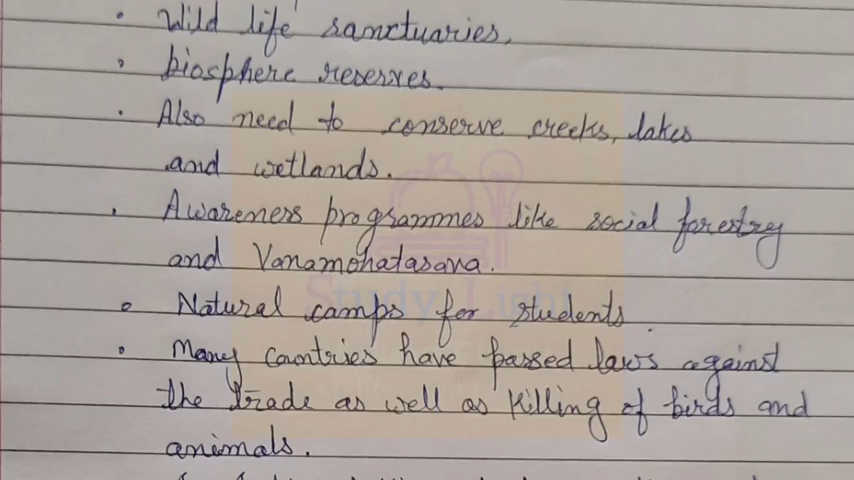 • Wild life sanctuaries,
• biosphere reserves.
• Also need to conserve creeks, lakes
and wetlands.
• Awareness programmes like social forestry
and Vanamohatasava.
• Natural camps for students.
• Many countries have passed laws against
the trade as well as killing of birds and
animals.
Study Light